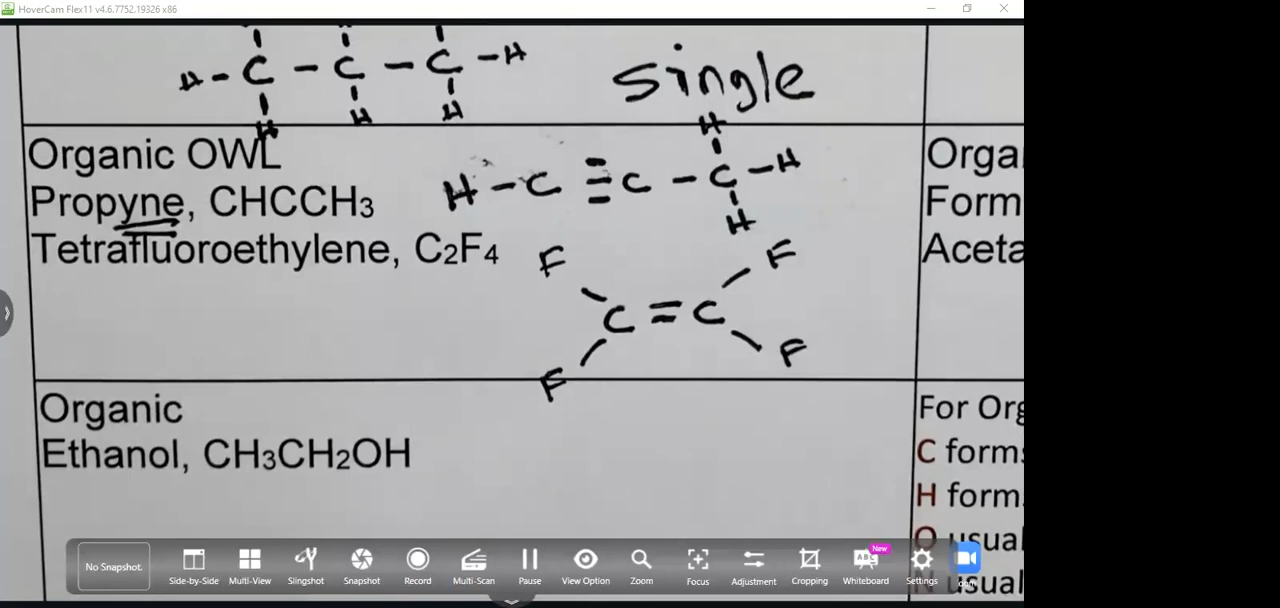 HoverCam Flex11 v4.6.7752.19326 x86
H - C - C - C - H
H H H
single
Organic OWL
Propyne, CHCCH3
Tetrafluoroethylene, C2F4
H
H - C ≡ C - C - H
H
F F
C = C
F F
Orga
Form
Aceta
Organic
Ethanol, CH3CH2OH
For Org
C forms
H form
O usual
N usual
No Snapshot.
Side-by-Side Multi-View Slingshot Snapshot Record Multi-Scan Pause View Option Zoom Focus Adjustment Cropping Whiteboard Settings
ABC New